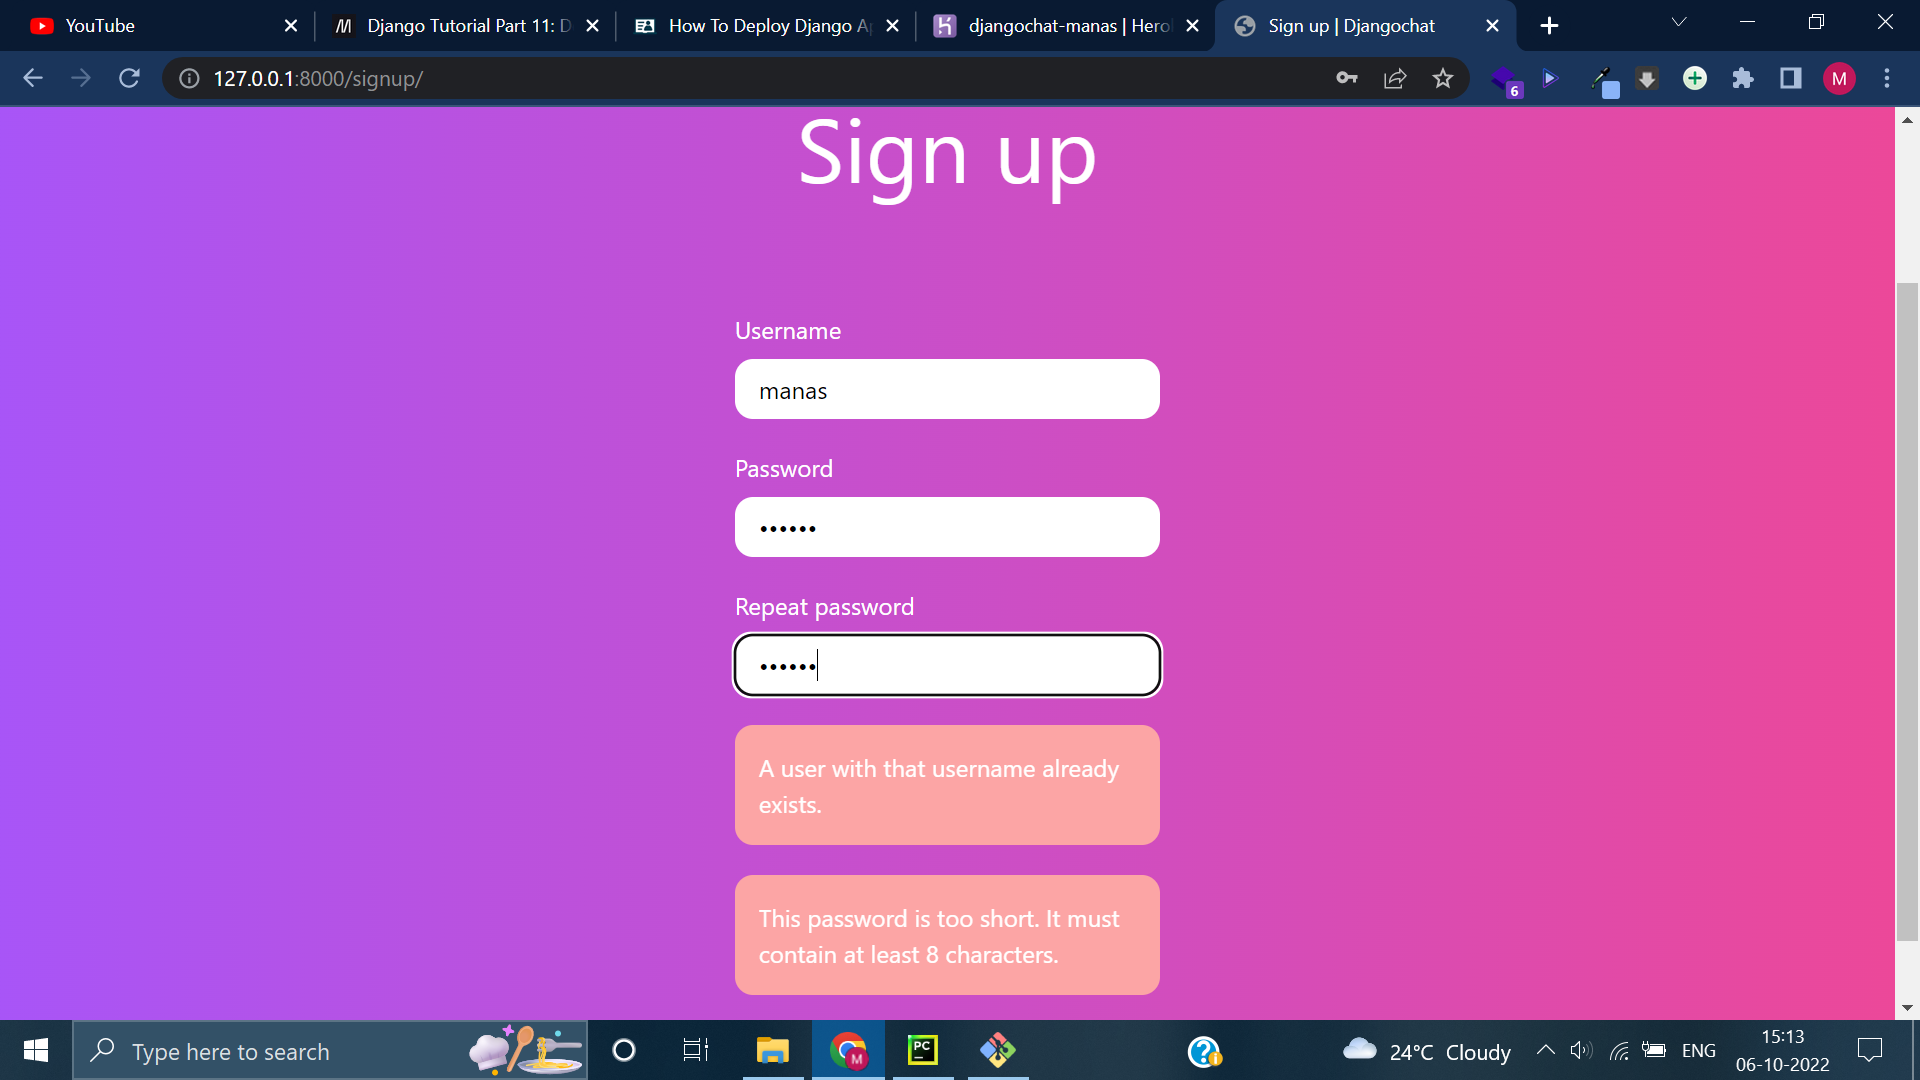 YouTube
Django Tutorial Part 11: D
How To Deploy Django Ap
djangochat-manas | Hero
Sign up | Djangochat
127.0.0.1:8000/signup/
6
M
Sign up
Username
manas
Password
••••••
Repeat password
••••••
A user with that username already
exists.
This password is too short. It must
contain at least 8 characters.
Type here to search
M
PC
24°C Cloudy
ENG
15:13
06-10-2022